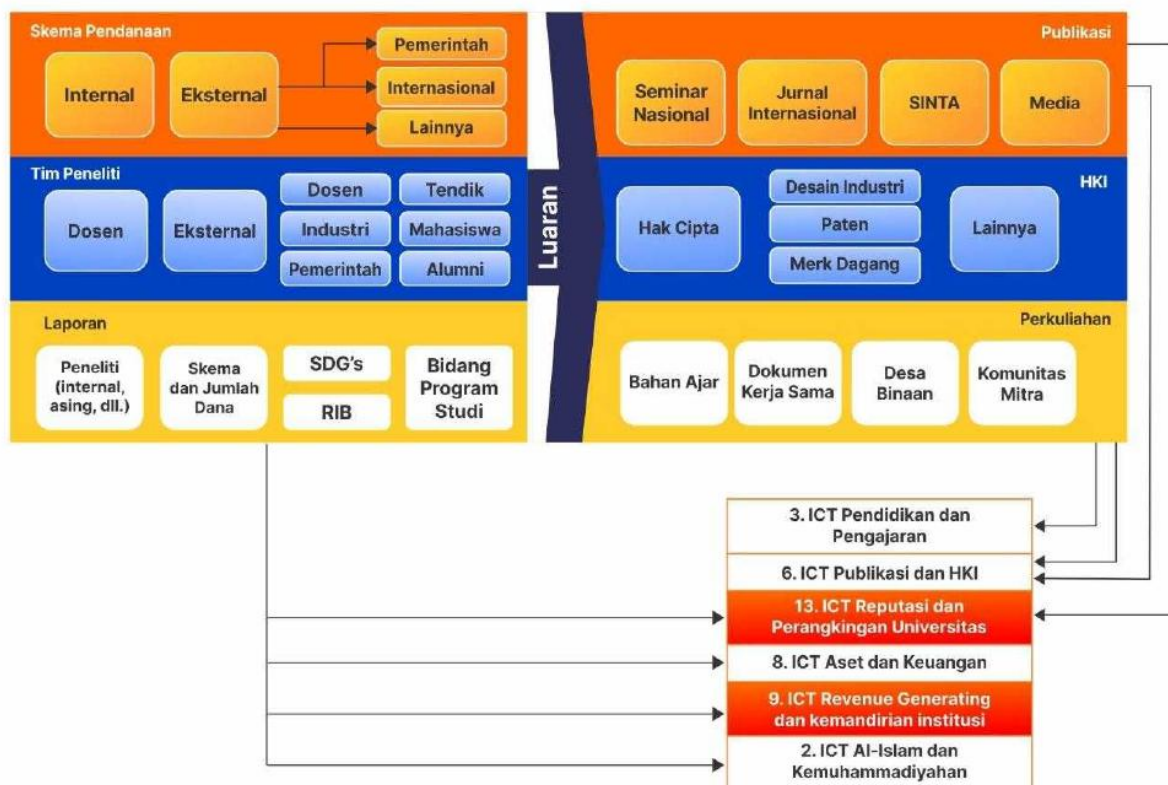 Skema Pendanaan
Internal
Eksternal
Pemerintah
Internasional
Lainnya
Tim Peneliti
Dosen
Eksternal
Dosen
Tendik
Industri
Mahasiswa
Pemerintah
Alumni
Laporan
Peneliti
(internal,
asing, dll.)
Skema
dan Jumlah
Dana
SDG's
RIB
Bidang
Program
Studi
Luaran
Publikasi
Seminar
Nasional
Jurnal
Internasional
SINTA
Media
HKI
Hak Cipta
Desain Industri
Paten
Merk Dagang
Lainnya
Perkuliahan
Bahan Ajar
Dokumen
Kerja Sama
Desa
Binaan
Komunitas
Mitra
3. ICT Pendidikan dan
Pengajaran
6. ICT Publikasi dan HKI
13. ICT Reputasi dan
Perangkingan Universitas
8. ICT Aset dan Keuangan
9. ICT Revenue Generating
dan kemandirian institusi
2. ICT Al-Islam dan
Kemuhammadiyahan